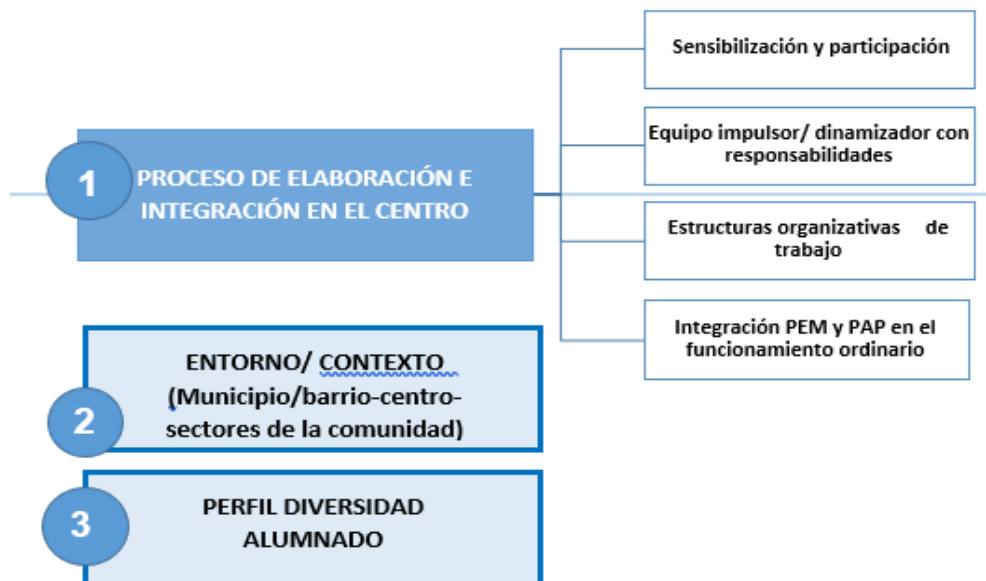 1
PROCESO DE ELABORACIÓN E
INTEGRACIÓN EN EL CENTRO
Sensibilización y participación
Equipo impulsor/ dinamizador con
responsabilidades
Estructuras organizativas de
trabajo
Integración PEM y PAP en el
funcionamiento ordinario
2
ENTORNO/ CONTEXTO
(Municipio/barrio-centro-
sectores de la comunidad)
3
PERFIL DIVERSIDAD
ALUMNADO